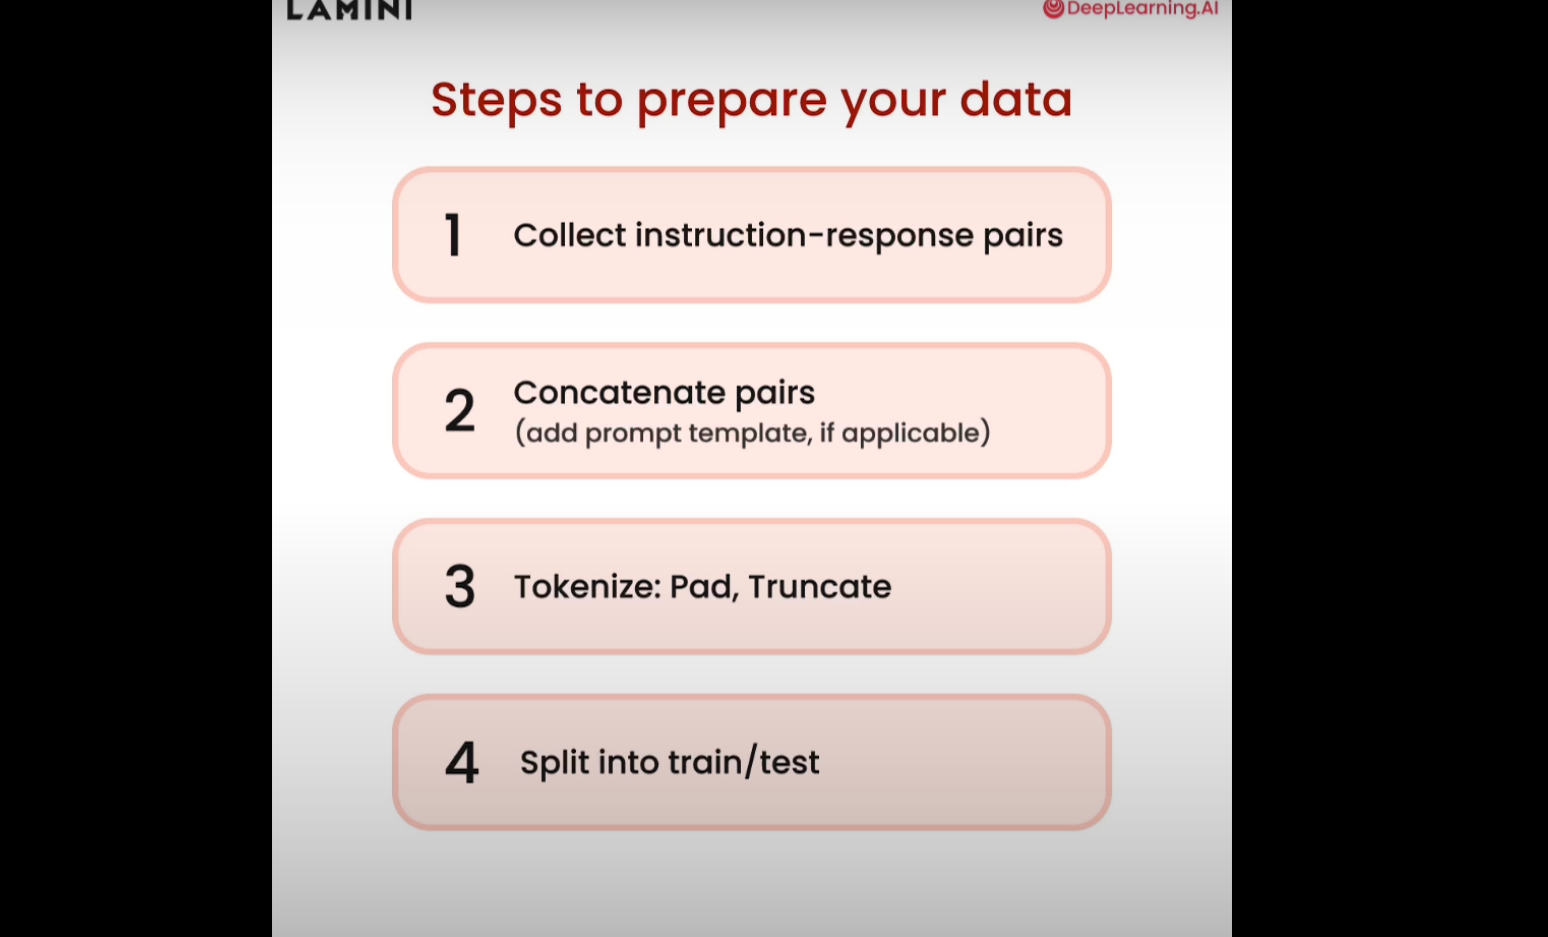 LAMINI
DeepLearning.AI
Steps to prepare your data
1 Collect instruction-response pairs
2 Concatenate pairs
(add prompt template, if applicable)
3 Tokenize: Pad, Truncate
4 Split into train/test